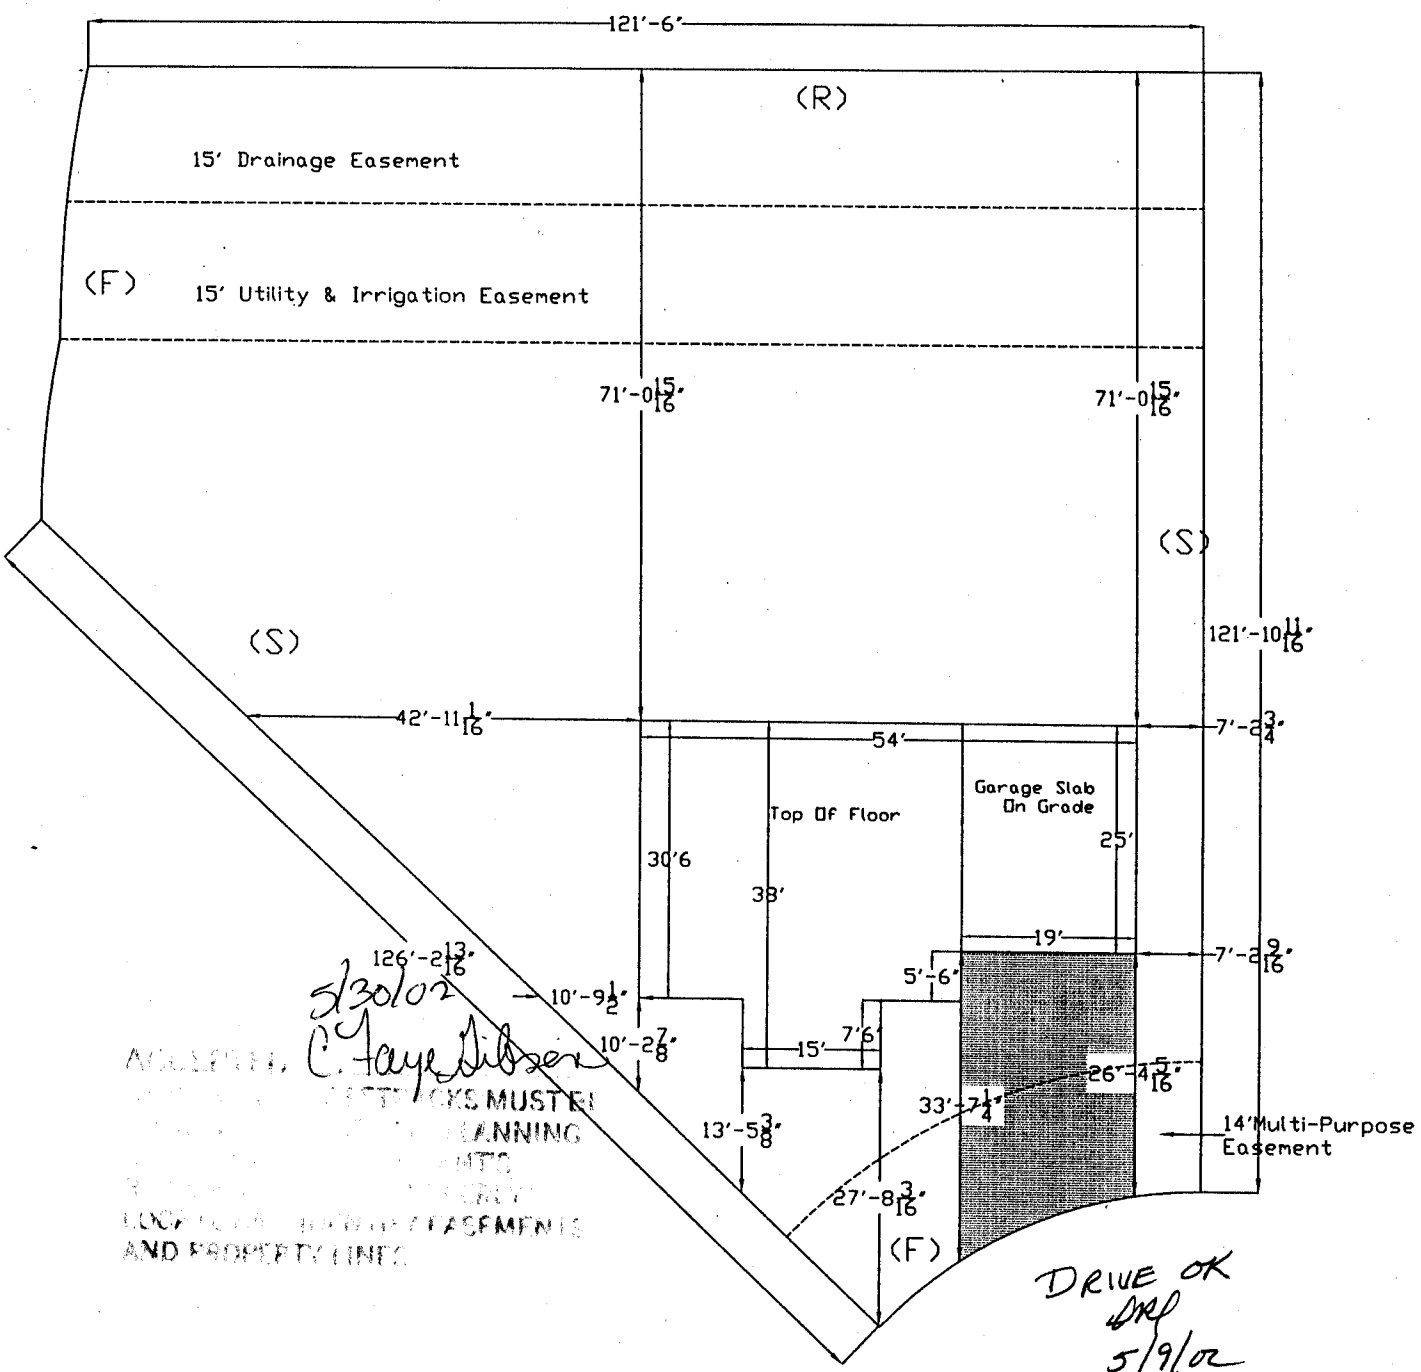 121'-6"
(R)
15' Drainage Easement
(F)
15' Utility & Irrigation Easement
71'-0 15/16"
71'-0 15/16"
(S)
(S)
121'-10 11/16"
42'-11 1/16"
7'-2 3/4"
54'
Garage Slab
On Grade
Top Of Floor
25'
30'6
38'
19'
126'-2 13/16"
7'-2 9/16"
5'-6"
5/30/02
10'-9 1/2"
C. Faye Gibson
10'-2 7/8"
7'6
15'
ACCEPTED
MUST BE
26'-4 5/16"
33'-7 1/4"
14'Multi-Purpose
Easement
13'-5 3/8"
PLANNING
27'-8 3/16"
EASEMENTS
AND PROPERTY LINES
(F)
DRIVE OK
5/9/02